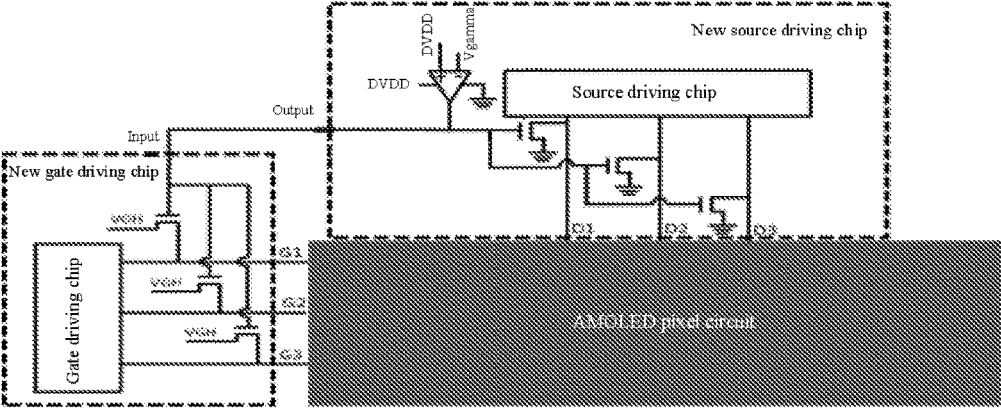 New source driving chip
DVDD
Vgamma
DVDD
Source driving chip
Output
Input
New gate driving chip
VGH
D1
D2
D3
G1
VGH
G2
VGH
G3
Gate driving chip
AMOLED pixel circuit